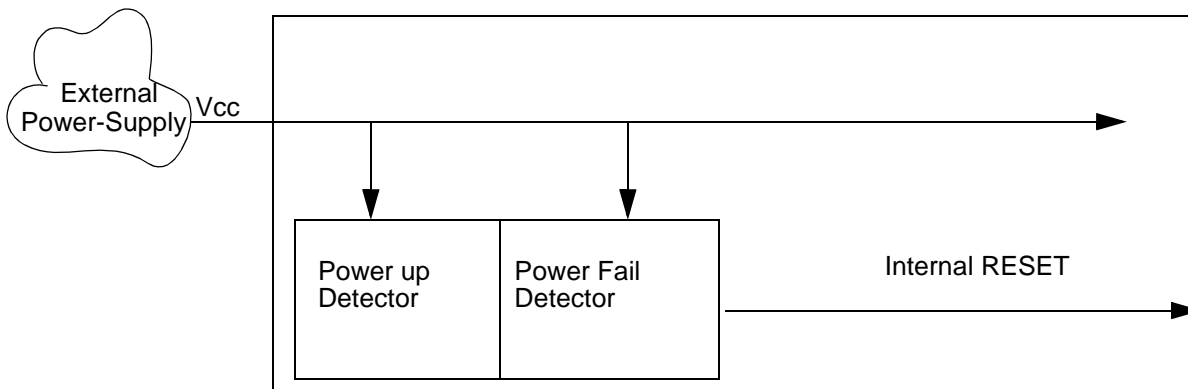 External
Power-Supply
Vcc
Power up
Detector
Power Fail
Detector
Internal RESET